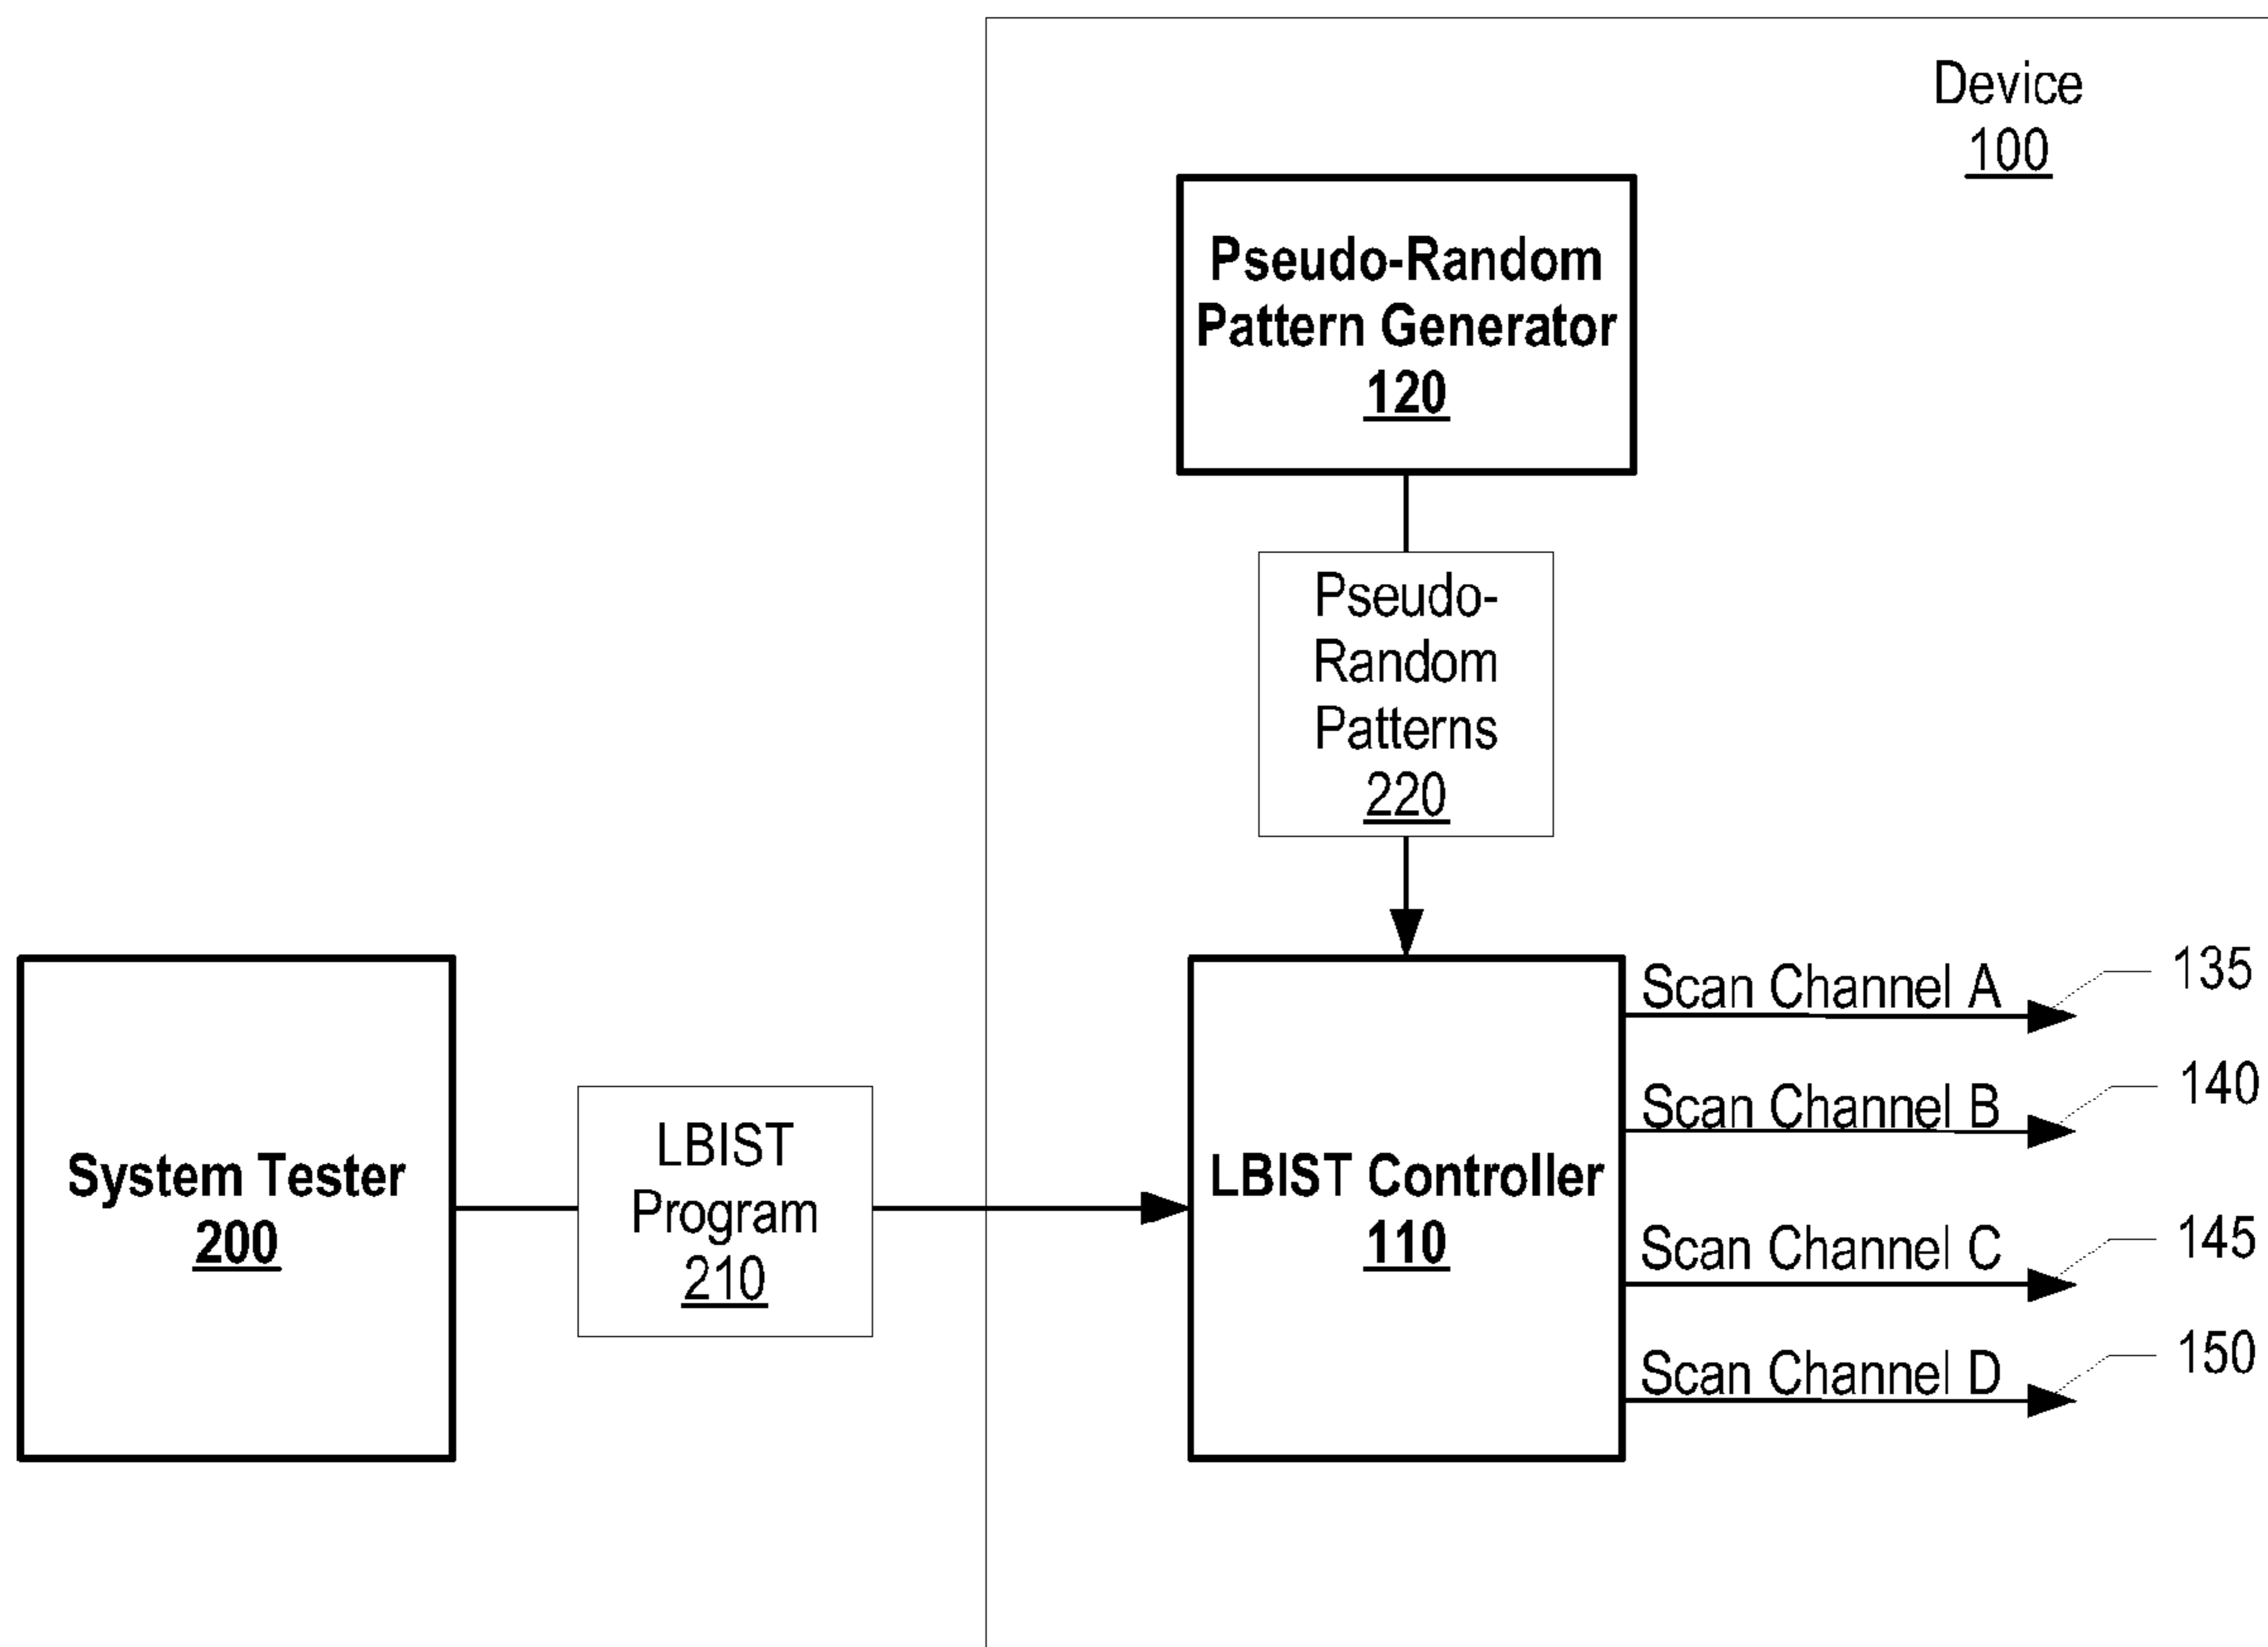 Device
100
Pseudo-Random
Pattern Generator
120
Pseudo-
Random
Patterns
220
System Tester
200
LBIST
Program
210
LBIST Controller
110
Scan Channel A
135
Scan Channel B
140
Scan Channel C
145
Scan Channel D
150